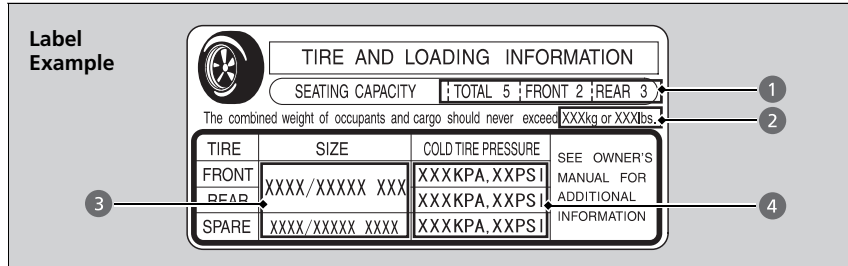 Label
Example
TIRE AND LOADING INFORMATION
SEATING CAPACITY TOTAL 5 FRONT 2 REAR 3
1
The combined weight of occupants and cargo should never exceed XXXkg or XXXlbs.
2
TIRE SIZE COLD TIRE PRESSURE
SEE OWNER'S
MANUAL FOR
ADDITIONAL
INFORMATION
FRONT XXXX/XXXXX XXX XXXKPA, XXPSI
REAR XXXKPA, XXPSI
3
4
SPARE XXXX/XXXXX XXXX XXXKPA, XXPSI